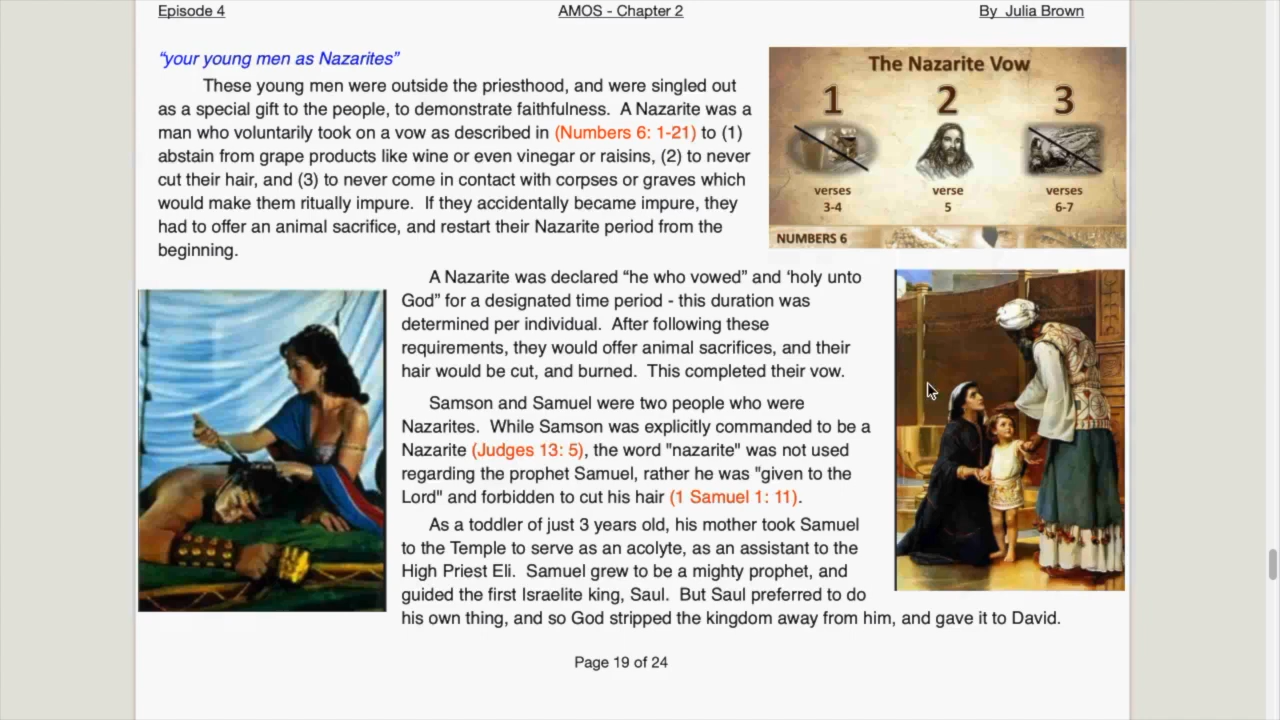 Episode 4
AMOS - Chapter 2
By Julia Brown
“your young men as Nazarites”
These young men were outside the priesthood, and were singled out
as a special gift to the people, to demonstrate faithfulness. A Nazarite was a
man who voluntarily took on a vow as described in (Numbers 6: 1-21) to (1)
abstain from grape products like wine or even vinegar or raisins, (2) to never
cut their hair, and (3) to never come in contact with corpses or graves which
would make them ritually impure. If they accidentally became impure, they
had to offer an animal sacrifice, and restart their Nazarite period from the
beginning.
The Nazarite Vow
1 2 3
verses verse verses
3-4 5 6-7
NUMBERS 6
A Nazarite was declared “he who vowed” and ‘holy unto
God” for a designated time period - this duration was
determined per individual. After following these
requirements, they would offer animal sacrifices, and their
hair would be cut, and burned. This completed their vow.
Samson and Samuel were two people who were
Nazarites. While Samson was explicitly commanded to be a
Nazarite (Judges 13: 5), the word "nazarite" was not used
regarding the prophet Samuel, rather he was "given to the
Lord" and forbidden to cut his hair (1 Samuel 1: 11).
As a toddler of just 3 years old, his mother took Samuel
to the Temple to serve as an acolyte, as an assistant to the
High Priest Eli. Samuel grew to be a mighty prophet, and
guided the first Israelite king, Saul. But Saul preferred to do
his own thing, and so God stripped the kingdom away from him, and gave it to David.
Page 19 of 24